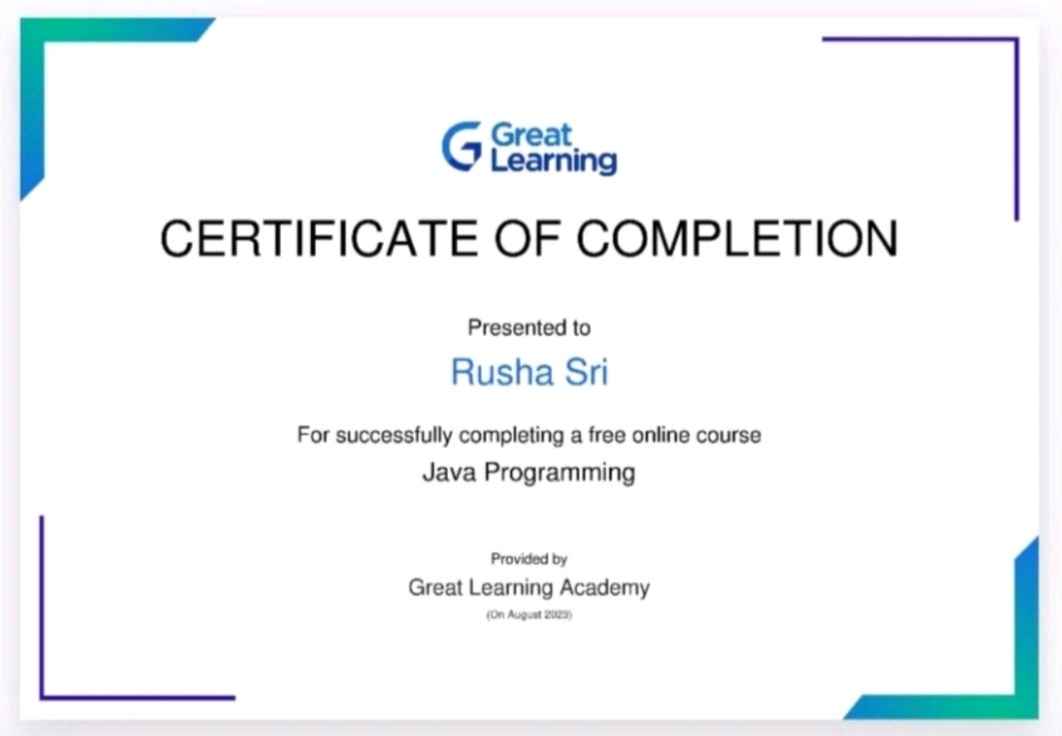 Great
Learning
CERTIFICATE OF COMPLETION
Presented to
Rusha Sri
For successfully completing a free online course
Java Programming
Provided by
Great Learning Academy
(On August 2023)